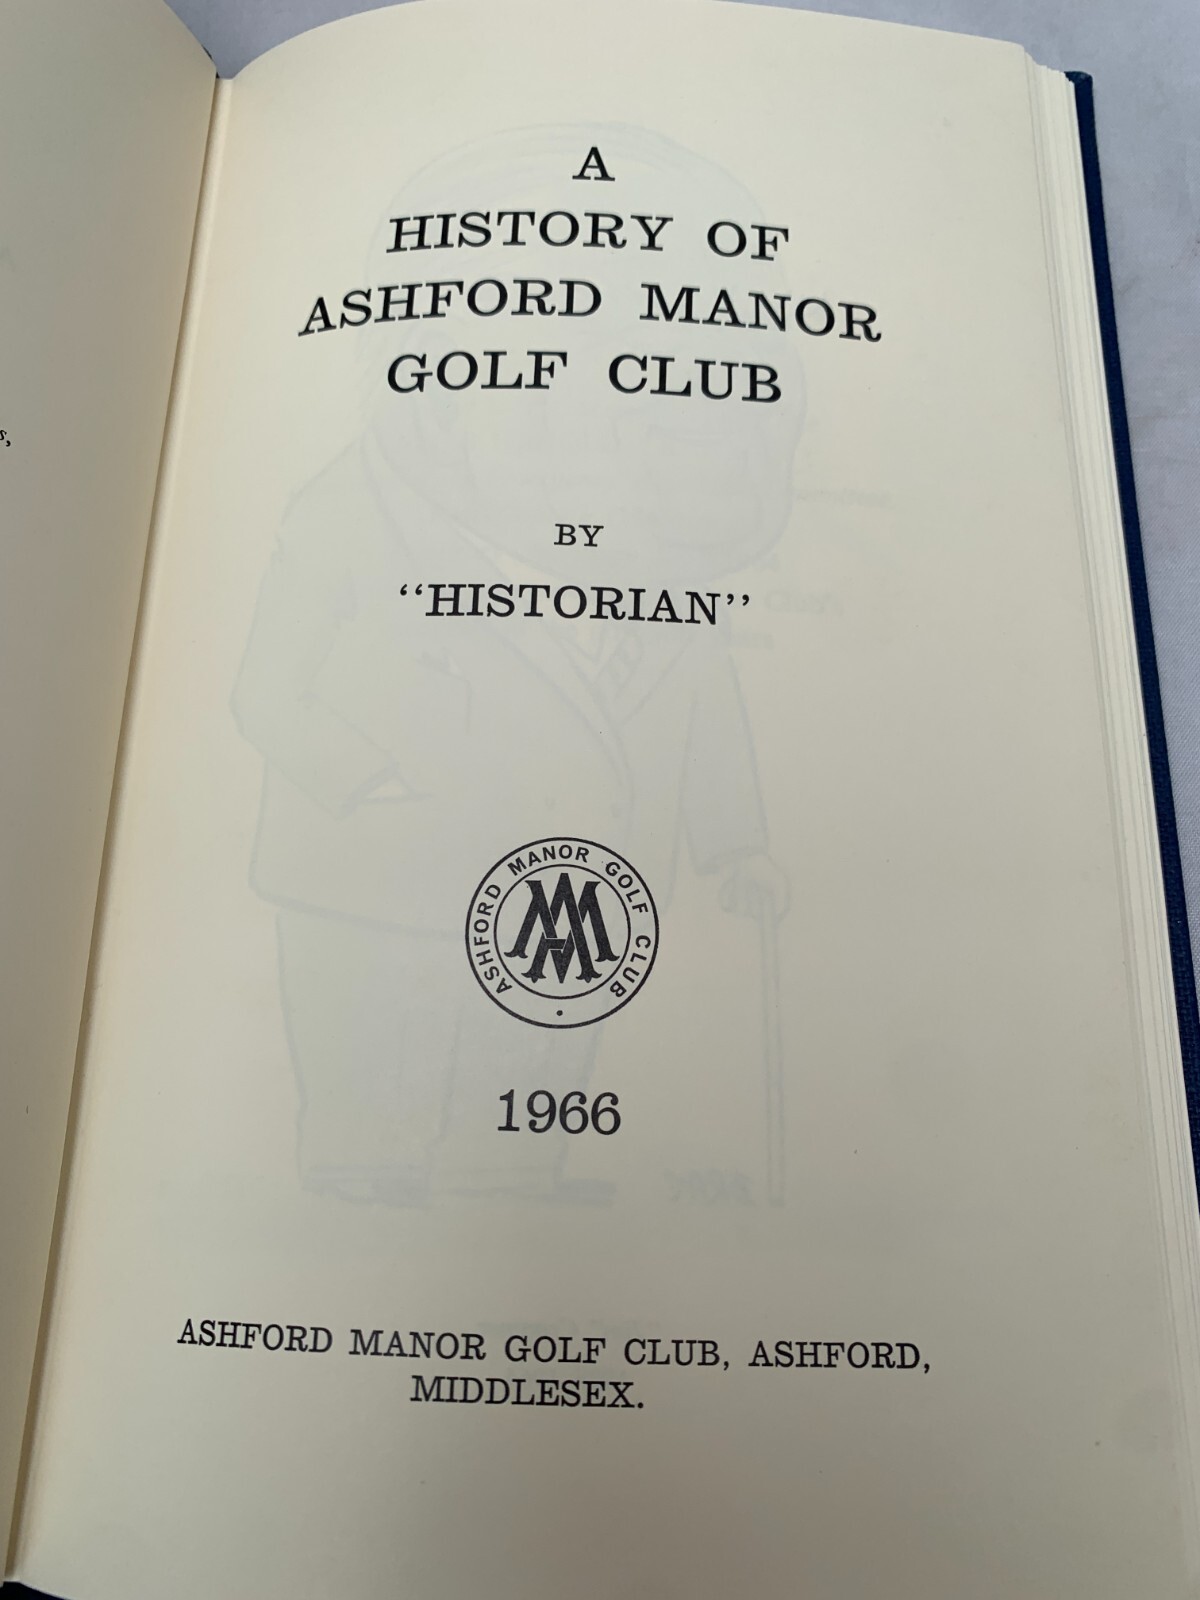 A
HISTORY OF
ASHFORD MANOR
GOLF CLUB
BY
“HISTORIAN”
ASHFORD MANOR GOLF CLUB
AM
1966
ASHFORD MANOR GOLF CLUB, ASHFORD,
MIDDLESEX.